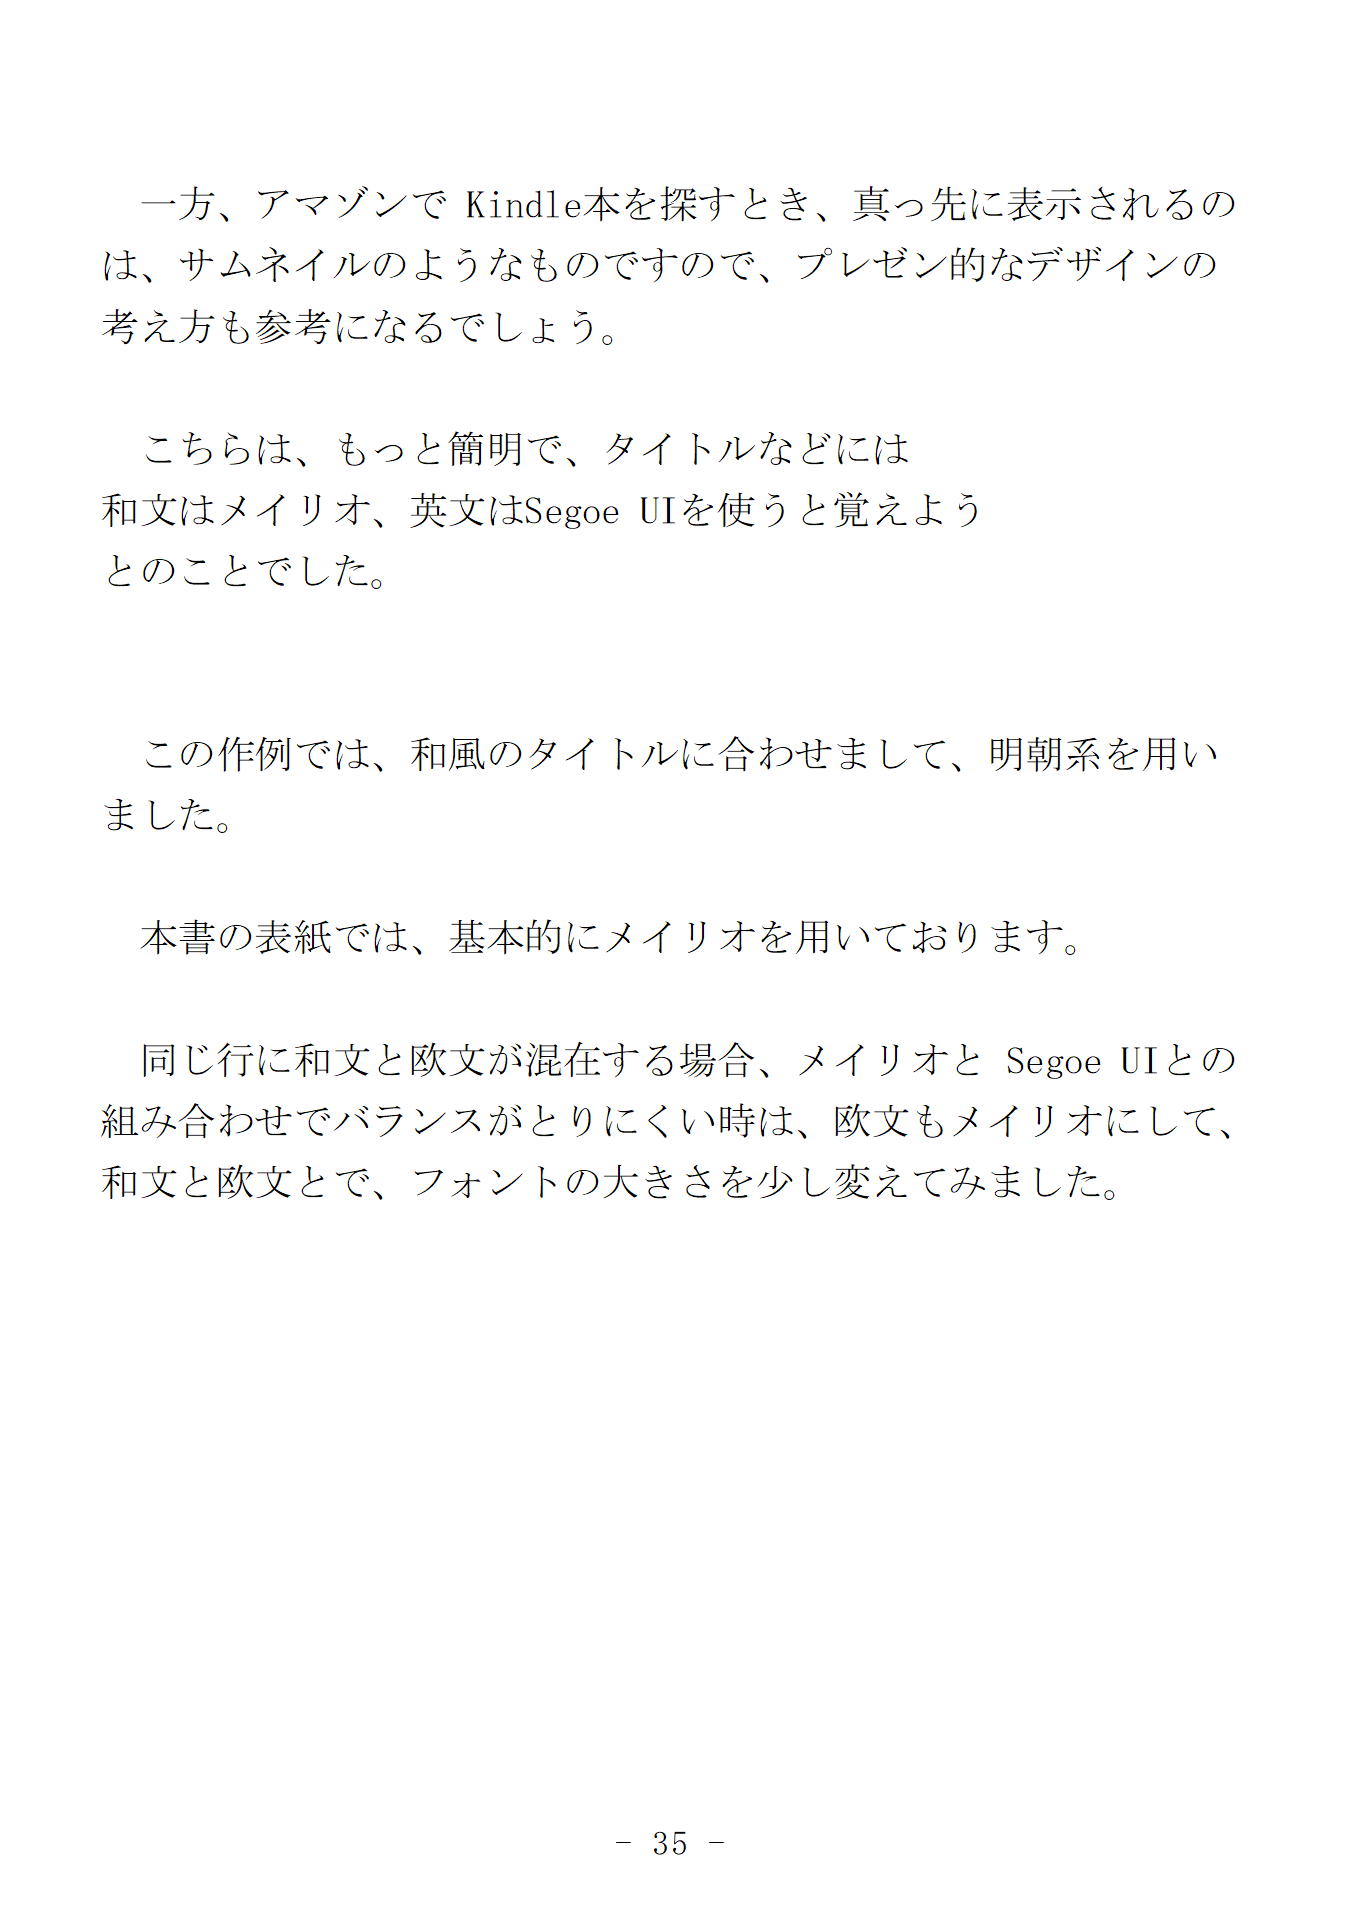 一方、アマゾンで Kindle本を探すとき、真っ先に表示されるの
は、サムネイルのようなものですので、プレゼン的なデザインの
考え方も参考になるでしょう。
　こちらは、もっと簡明で、タイトルなどには
和文はメイリオ、英文はSegoe UIを使うと覚えよう
とのことでした。
　この作例では、和風のタイトルに合わせまして、明朝系を用い
ました。
　本書の表紙では、基本的にメイリオを用いております。
　同じ行に和文と欧文が混在する場合、メイリオと Segoe UIとの
組み合わせでバランスがとりにくい時は、欧文もメイリオにして、
和文と欧文とで、フォントの大きさを少し変えてみました。
- 35 -